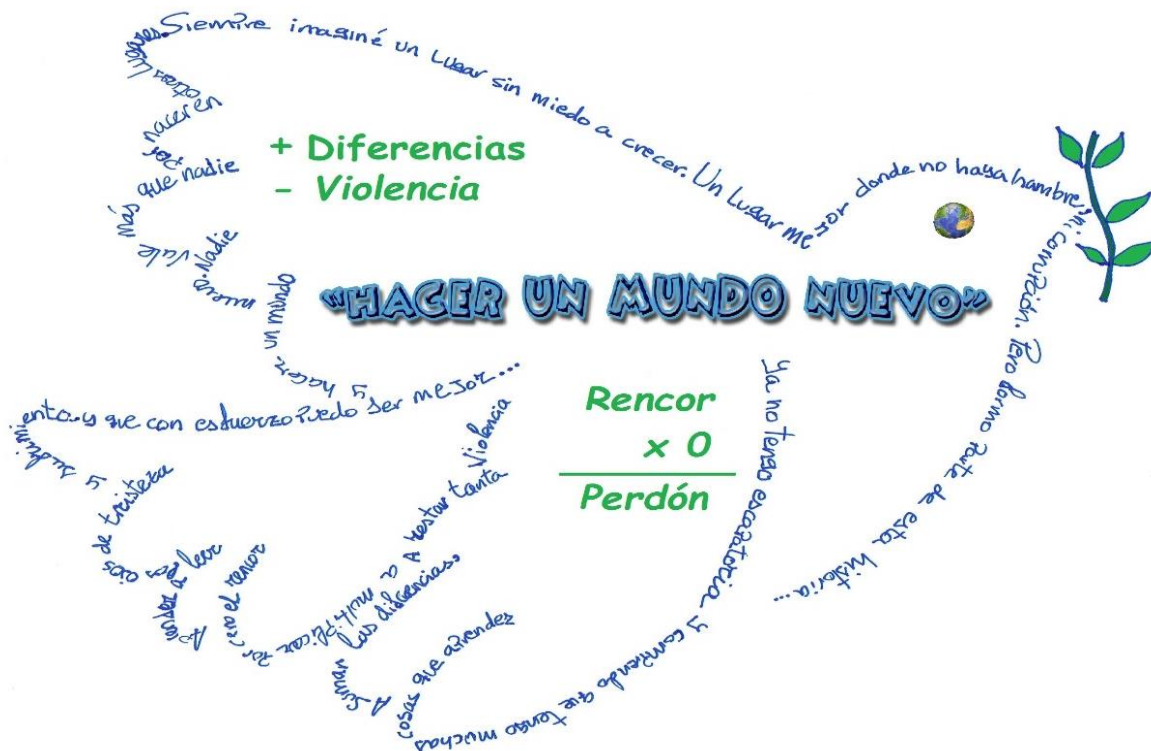 Siempre imaginé un lugar sin miedo a crecer. Un lugar mejor donde no haya hambre, ni corrupción. Pero formo parte de esta historia...
Ya no tengo escapatoria y comprendo que tengo muchas
cosas que aprender
A sumar
las diferencias,
A restar tanta Violencia
a multiplicar
por cero el rencor
Aprender a leer
ojos de tristeza
y sufrimiento y que con esfuerzo puedo ser mejor...
y hacer un mundo
nuevo. Nadie
vale más que nadie
por nacer en
otros lugares.
+ Diferencias
- Violencia
“HACER UN MUNDO NUEVO”
Rencor
x 0
Perdón